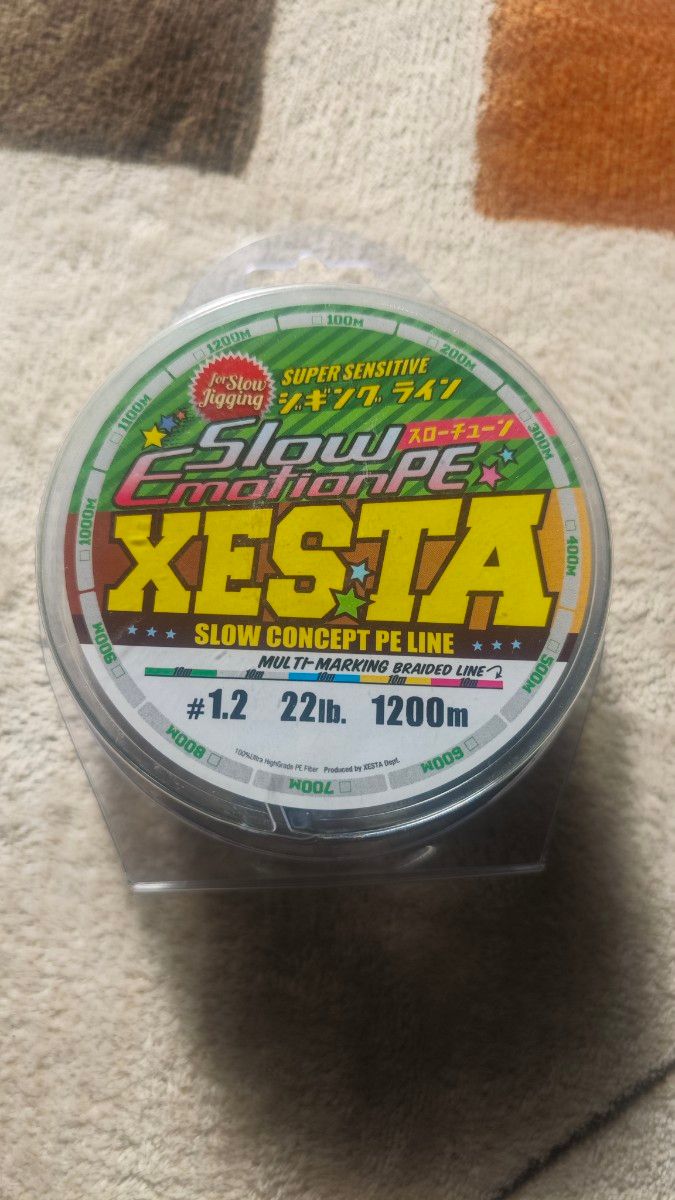 100M
200M
300M
400M
500M
600M
700M
800M
900M
1000M
1100M
1200M
for Slow
Jigging
SUPER SENSITIVE
ジギング ライン
スローチューン
Slow
EmotionPE
XESTA
SLOW CONCEPT PE LINE
MULTI-MARKING BRAIDED LINE
10m 10m 10m 10m 10m
#1.2 22lb. 1200m
100%Ultra HighGrade PE Fiber Produced by XESTA Dept.